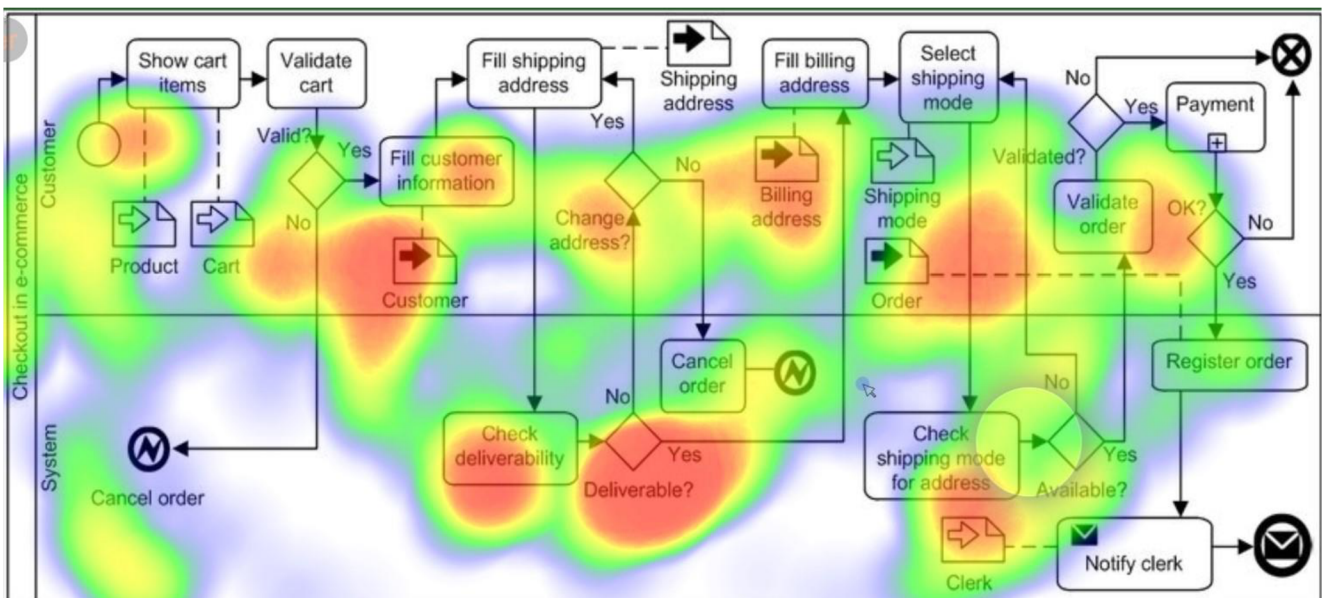 Checkout in e-commerce
Customer
Show cart
items
Validate
cart
Valid?
Yes
No
Product
Cart
Fill customer
information
Customer
Fill shipping
address
Shipping
address
Yes
No
Change
address?
Fill billing
address
Billing
address
Select
shipping
mode
Shipping
mode
Order
No
Yes
Validated?
Validate
order
Payment
OK?
No
Yes
System
Cancel order
Check
deliverability
No
Yes
Deliverable?
Cancel
order
Check
shipping mode
for address
No
Yes
Available?
Clerk
Register order
Notify clerk